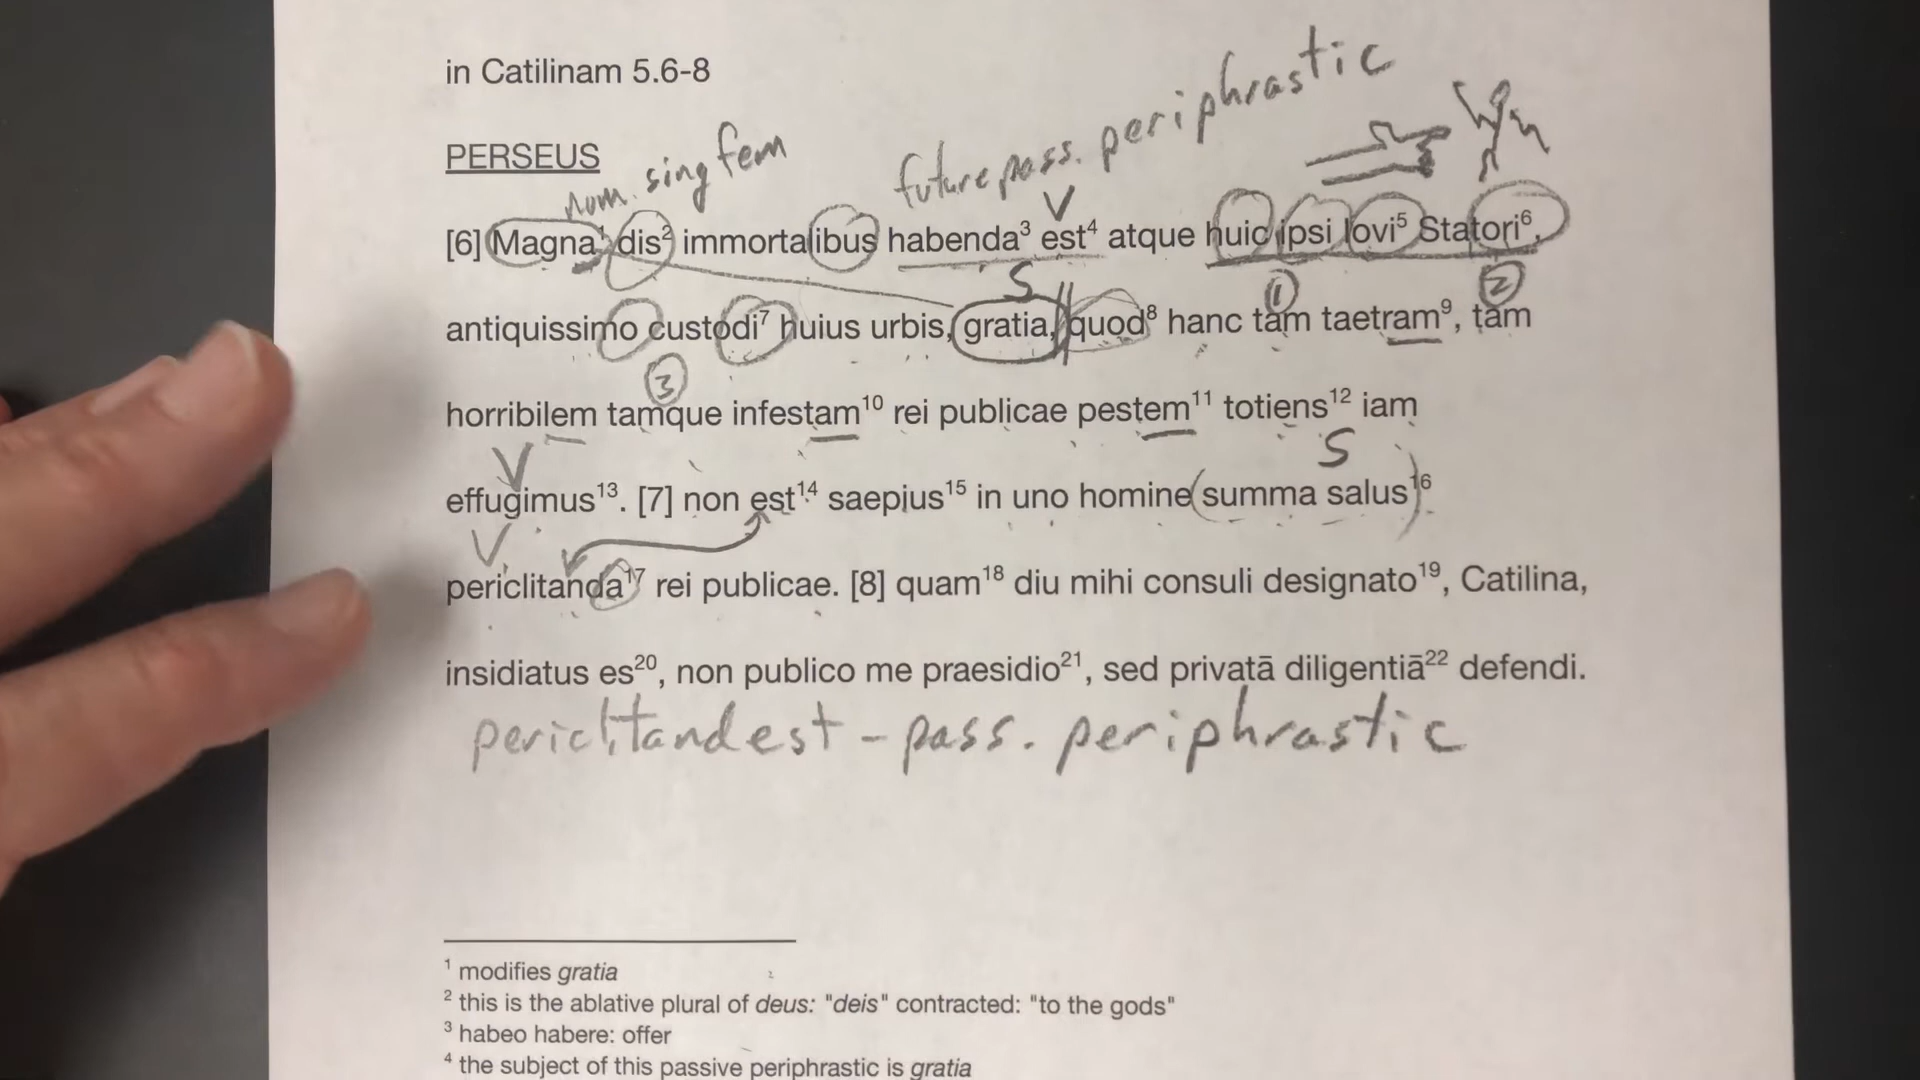 in Catilinam 5.6-8
future pass. periphrastic
PERSEUS
nom. sing fem
V
[6] Magna¹ dis² immortalibus habenda³ est⁴ atque huic ipsi Iovi⁵ Statori⁶,
S
1 2
antiquissimo custodi⁷ huius urbis, gratia, quod⁸ hanc tam taetram⁹, tam
3
horribilem tamque infestam¹⁰ rei publicae pestem¹¹ totiens¹² iam
V S
effugimus¹³. [7] non est¹⁴ saepius¹⁵ in uno homine summa salus¹⁶
V
periclitanda¹⁷ rei publicae. [8] quam¹⁸ diu mihi consuli designato¹⁹, Catilina,
insidiatus es²⁰, non publico me praesidio²¹, sed privatā diligentiā²² defendi.
periclitandest - pass. periphrastic
¹ modifies gratia
² this is the ablative plural of deus: "deis" contracted: "to the gods"
³ habeo habere: offer
⁴ the subject of this passive periphrastic is gratia